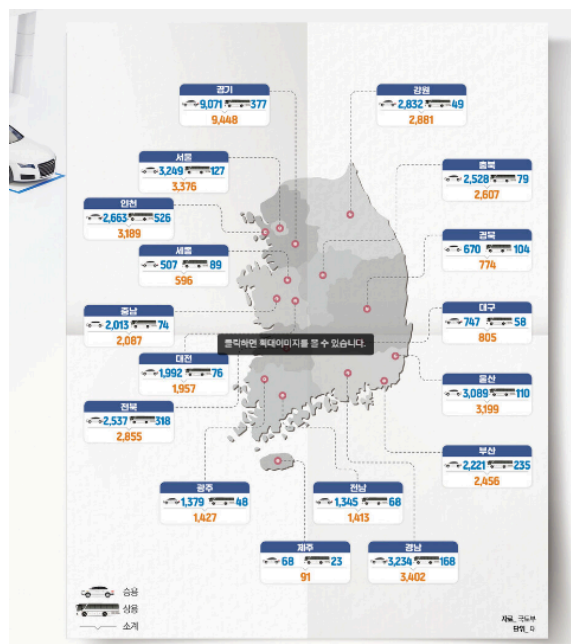 경기
9,071 377
9,448
강원
2,832 49
2,881
서울
3,249 127
3,376
충북
2,528 79
2,607
인천
2,663 526
3,189
경북
670 104
774
세종
507 89
596
충남
2,013 74
2,087
대구
747 58
805
클릭하면 확대이미지를 볼 수 있습니다.
대전
1,992 76
1,957
울산
3,089 110
3,199
전북
2,537 318
2,855
부산
2,221 235
2,456
광주
1,379 48
1,427
전남
1,345 68
1,413
제주
68 23
91
경남
3,234 168
3,402
승용
상용
소계
자료_ 국토부
단위_ 대